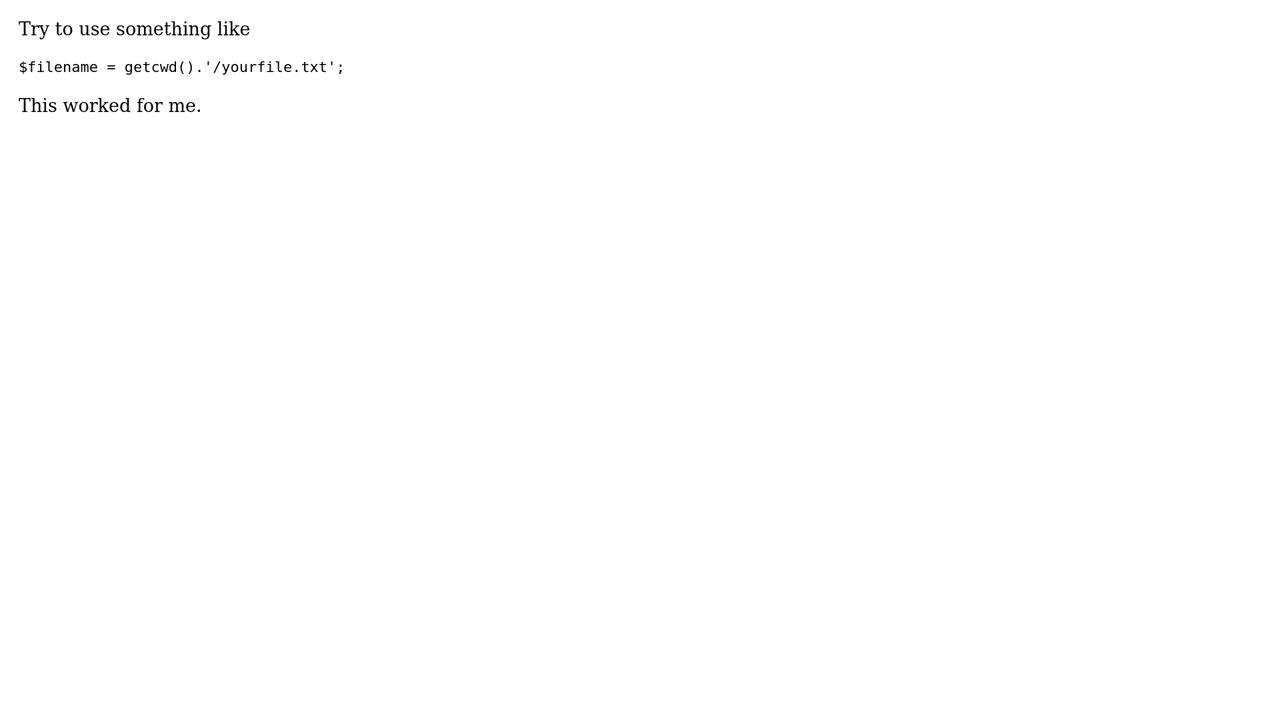 Try to use something like
$filename = getcwd().'/yourfile.txt';
This worked for me.